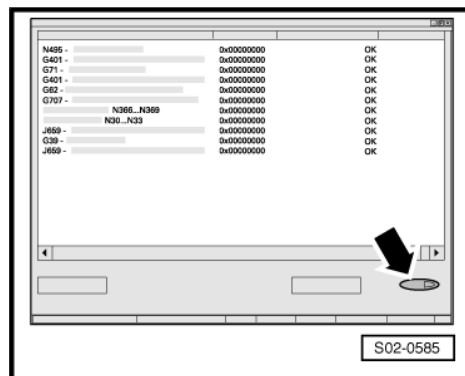 N495 - 0x00000000 OK
G401 - 0x00000000 OK
G71 - 0x00000000 OK
G401 - 0x00000000 OK
G62 - 0x00000000 OK
G707 - 0x00000000 OK
N366...N369 0x00000000 OK
N30...N33 0x00000000 OK
J659 - 0x00000000 OK
G39 - 0x00000000 OK
J659 - 0x00000000 OK
S02-0585